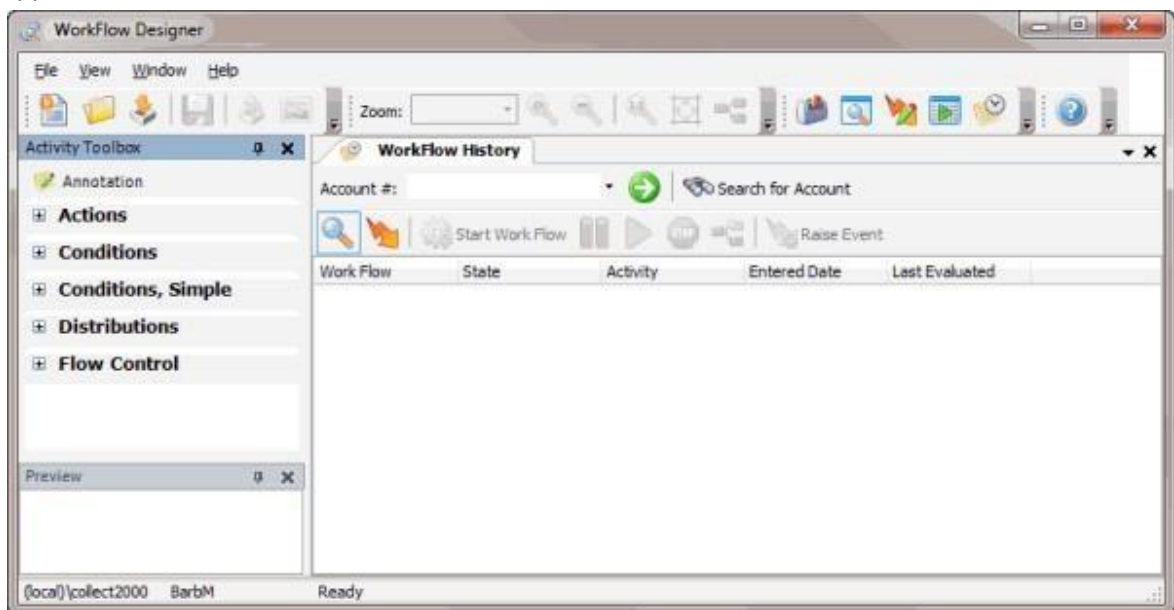 WorkFlow Designer
File View Window Help
Zoom:
Activity Toolbox
WorkFlow History
Annotation
Account #:
Search for Account
Actions
Start Work Flow
Raise Event
Conditions
Work Flow State Activity Entered Date Last Evaluated
Conditions, Simple
Distributions
Flow Control
Preview
(local)\collect2000 BarbM Ready